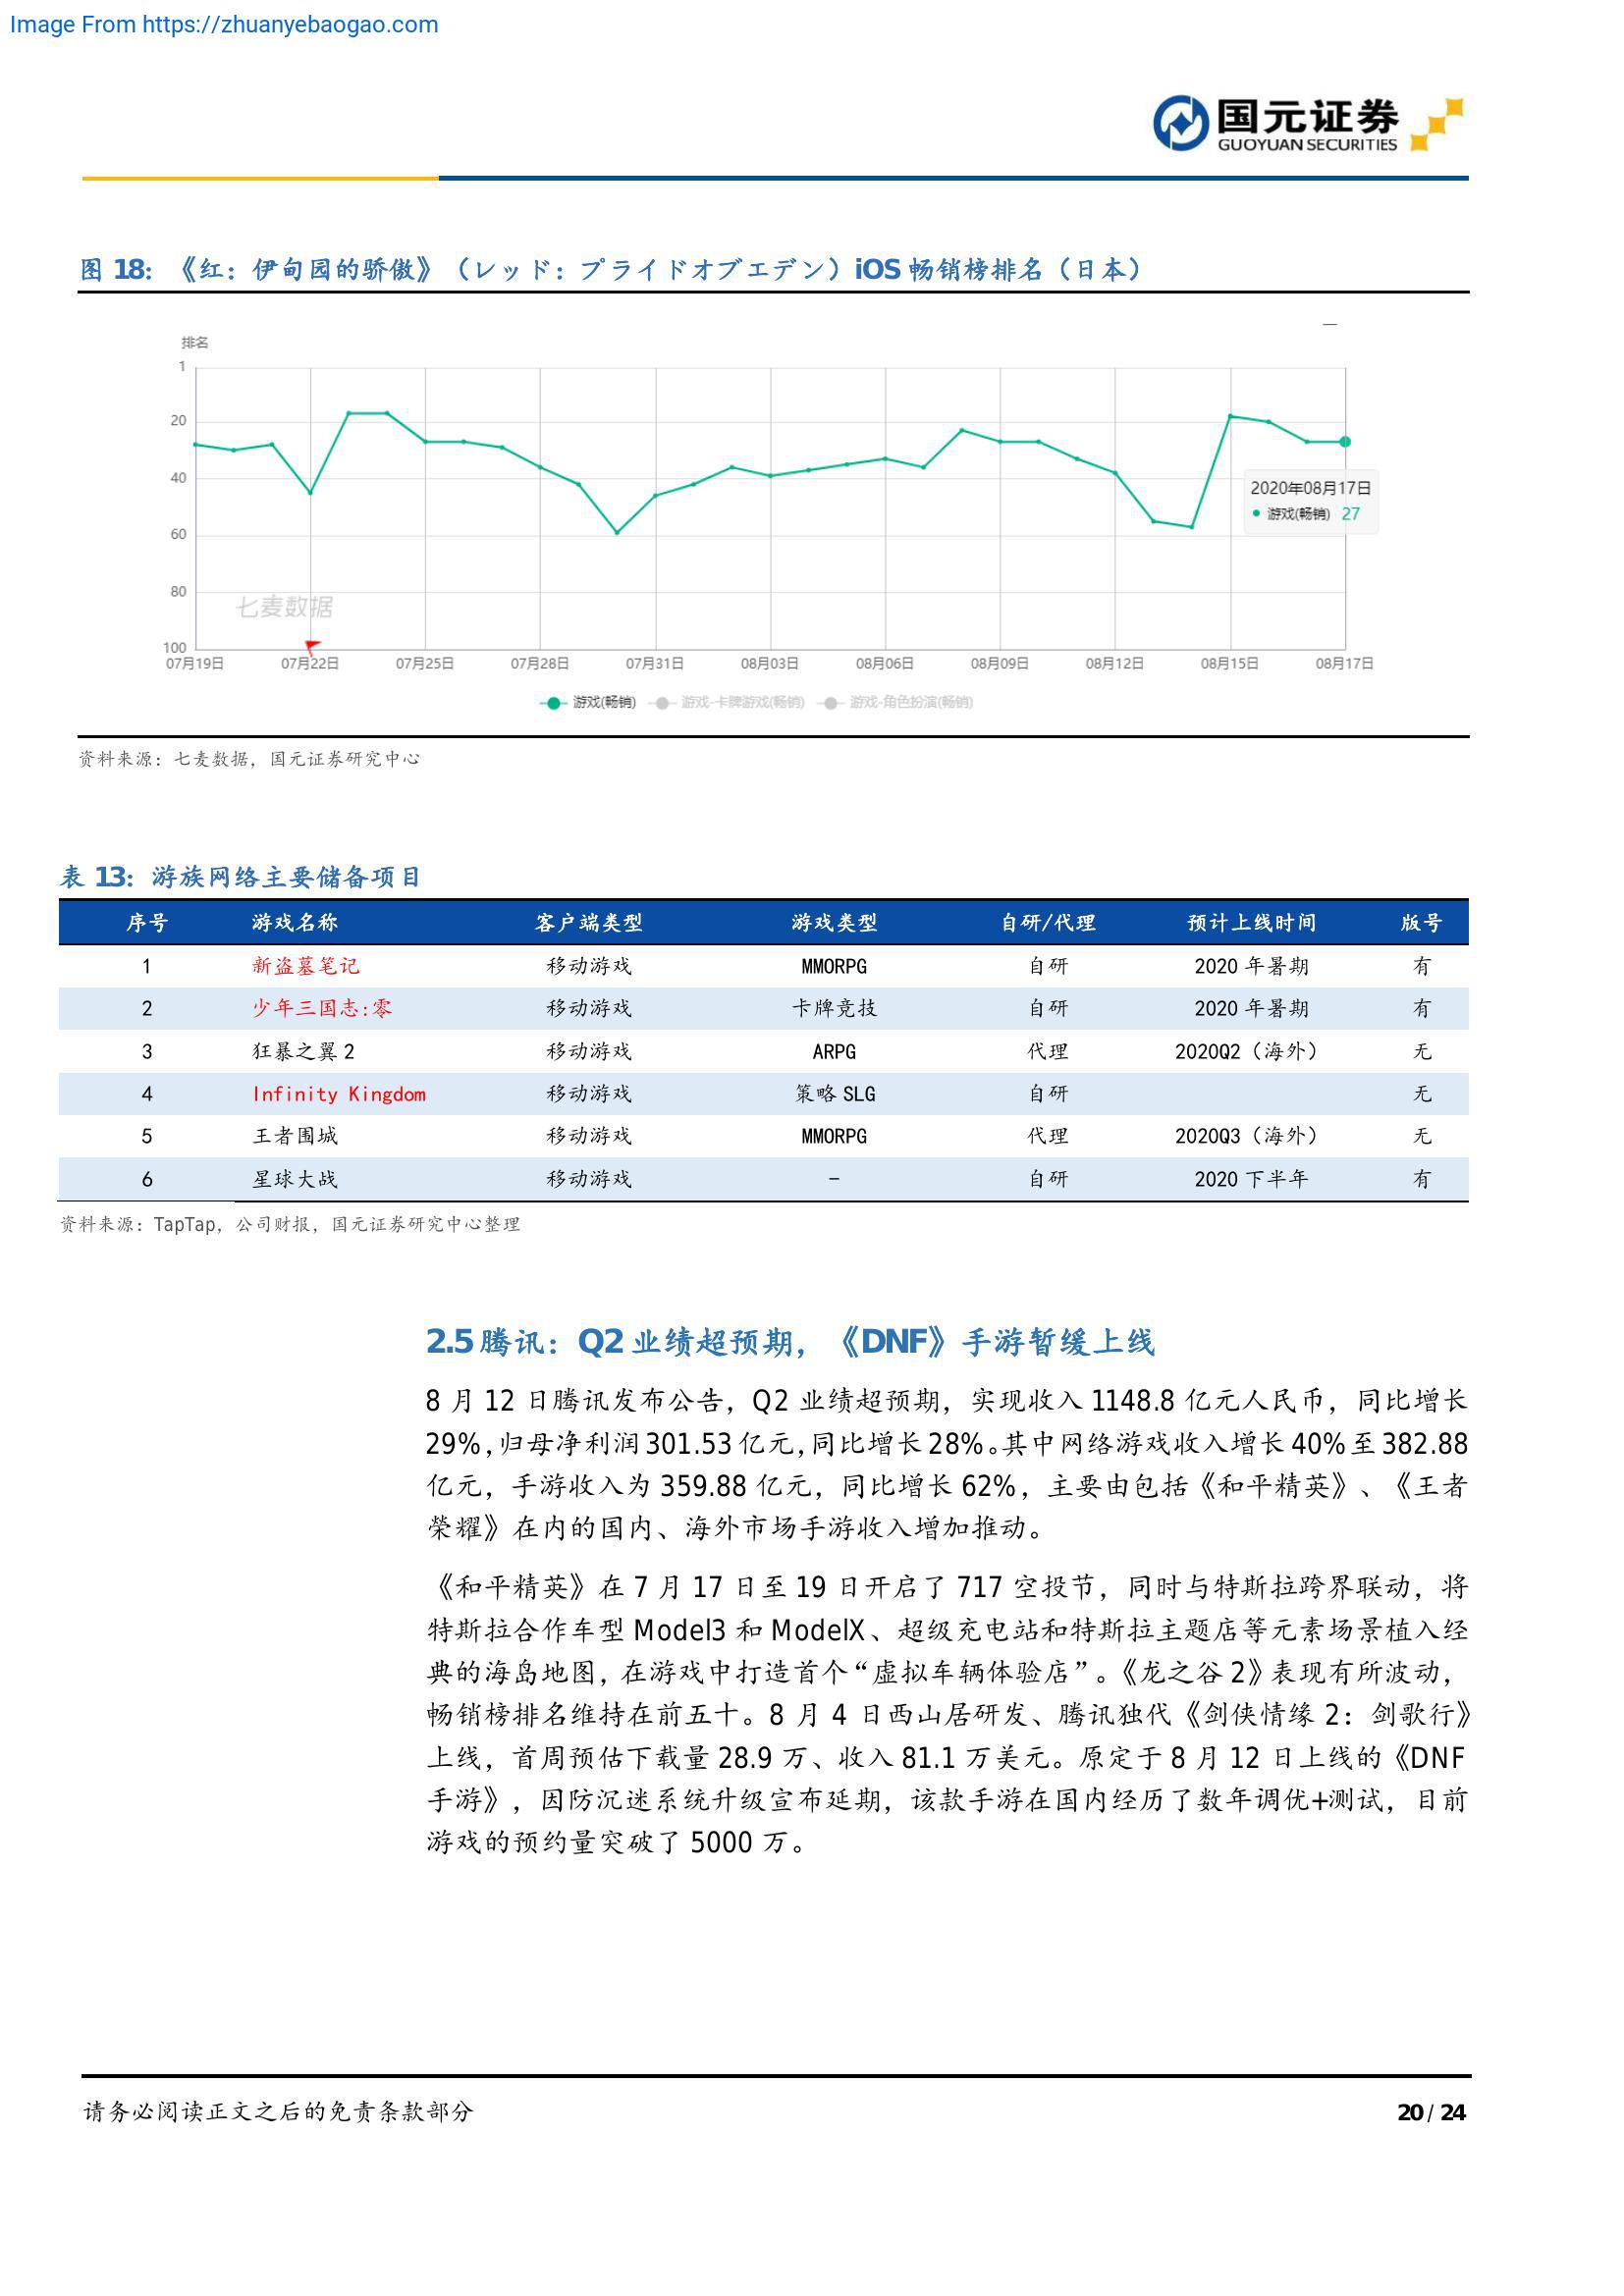 Image From https://zhuanyebaogao.com
国元证券
GUOYUAN SECURITIES
图 18：《红：伊甸园的骄傲》（レッド：プライドオブエデン）iOS 畅销榜排名（日本）
排名
1
20
40
60
80
100
2020年08月17日
游戏(畅销) 27
七麦数据
07月19日 07月22日 07月25日 07月28日 07月31日 08月03日 08月06日 08月09日 08月12日 08月15日 08月17日
游戏(畅销) 游戏-卡牌游戏(畅销) 游戏-角色扮演(畅销)
资料来源：七麦数据，国元证券研究中心
表 13：游族网络主要储备项目
序号 游戏名称 客户端类型 游戏类型 自研/代理 预计上线时间 版号
1 新盗墓笔记 移动游戏 MMORPG 自研 2020 年暑期 有
2 少年三国志:零 移动游戏 卡牌竞技 自研 2020 年暑期 有
3 狂暴之翼 2 移动游戏 ARPG 代理 2020Q2（海外） 无
4 Infinity Kingdom 移动游戏 策略 SLG 自研 无
5 王者围城 移动游戏 MMORPG 代理 2020Q3（海外） 无
6 星球大战 移动游戏 - 自研 2020 下半年 有
资料来源：TapTap，公司财报，国元证券研究中心整理
2.5 腾讯：Q2 业绩超预期，《DNF》手游暂缓上线
8 月 12 日腾讯发布公告，Q2 业绩超预期，实现收入 1148.8 亿元人民币，同比增长
29%，归母净利润 301.53 亿元，同比增长 28%。其中网络游戏收入增长 40%至 382.88
亿元，手游收入为 359.88 亿元，同比增长 62%，主要由包括《和平精英》、《王者
荣耀》在内的国内、海外市场手游收入增加推动。
《和平精英》在 7 月 17 日至 19 日开启了 717 空投节，同时与特斯拉跨界联动，将
特斯拉合作车型 Model3 和 ModelX、超级充电站和特斯拉主题店等元素场景植入经
典的海岛地图，在游戏中打造首个“虚拟车辆体验店”。《龙之谷 2》表现有所波动，
畅销榜排名维持在前五十。8 月 4 日西山居研发、腾讯独代《剑侠情缘 2：剑歌行》
上线，首周预估下载量 28.9 万、收入 81.1 万美元。原定于 8 月 12 日上线的《DNF
手游》，因防沉迷系统升级宣布延期，该款手游在国内经历了数年调优+测试，目前
游戏的预约量突破了 5000 万。
请务必阅读正文之后的免责条款部分
20 / 24